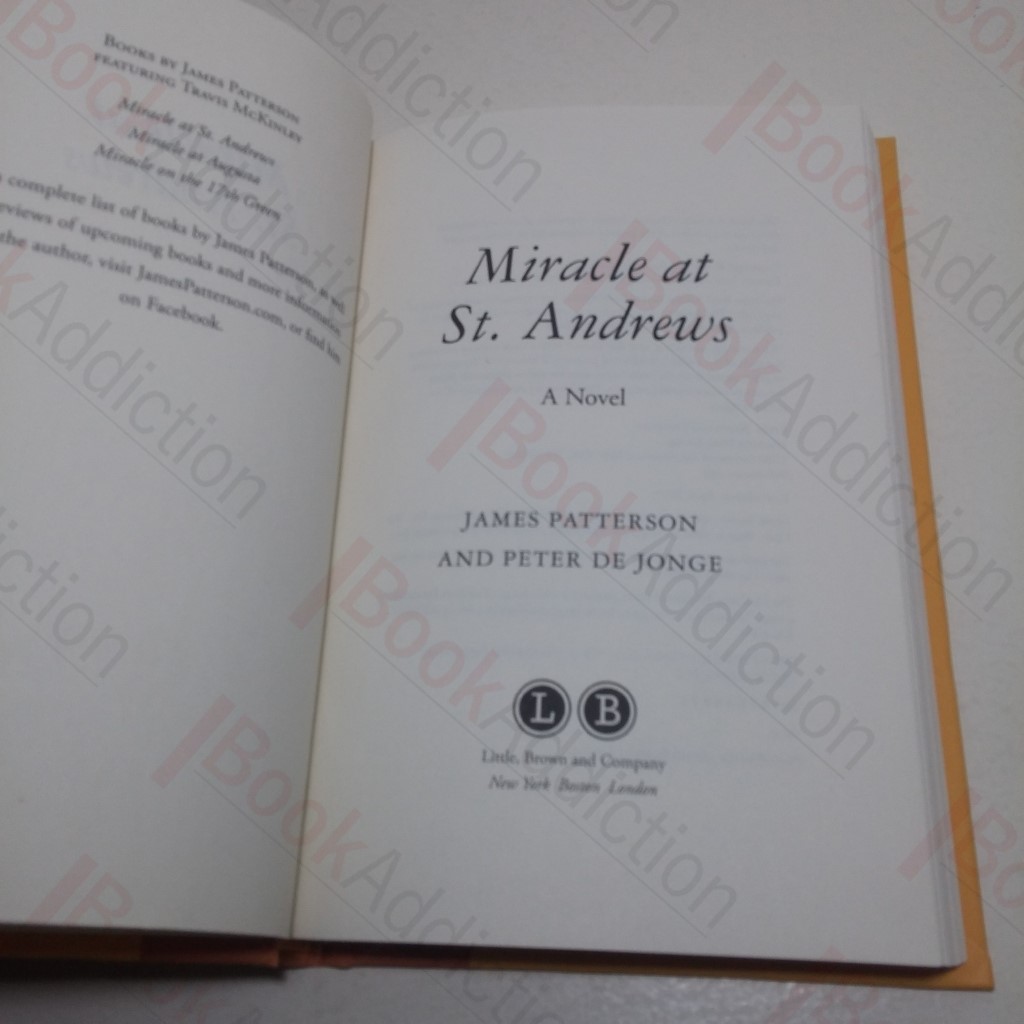 BOOKS BY JAMES PATTERSON
FEATURING TRAVIS MCKINLEY
Miracle at St. Andrews
Miracle at Augusta
Miracle on the 17th Green
complete list of books by James Patterson, as well
eviews of upcoming books and more information
the author, visit JamesPatterson.com, or find him
on Facebook.
Miracle at
St. Andrews
A Novel
JAMES PATTERSON
AND PETER DE JONGE
L B
Little, Brown and Company
New York Boston London
BookAddiction